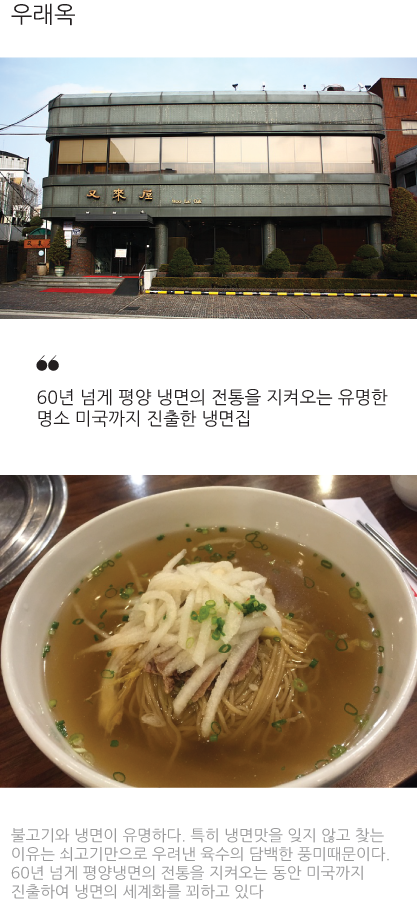 우래옥
又來屋
Woo Lae Oak
❝
60년 넘게 평양 냉면의 전통을 지켜오는 유명한
명소 미국까지 진출한 냉면집
불고기와 냉면이 유명하다. 특히 냉면맛을 잊지 않고 찾는
이유는 쇠고기만으로 우려낸 육수의 담백한 풍미때문이다.
60년 넘게 평양냉면의 전통을 지켜오는 동안 미국까지
진출하여 냉면의 세계화를 꾀하고 있다